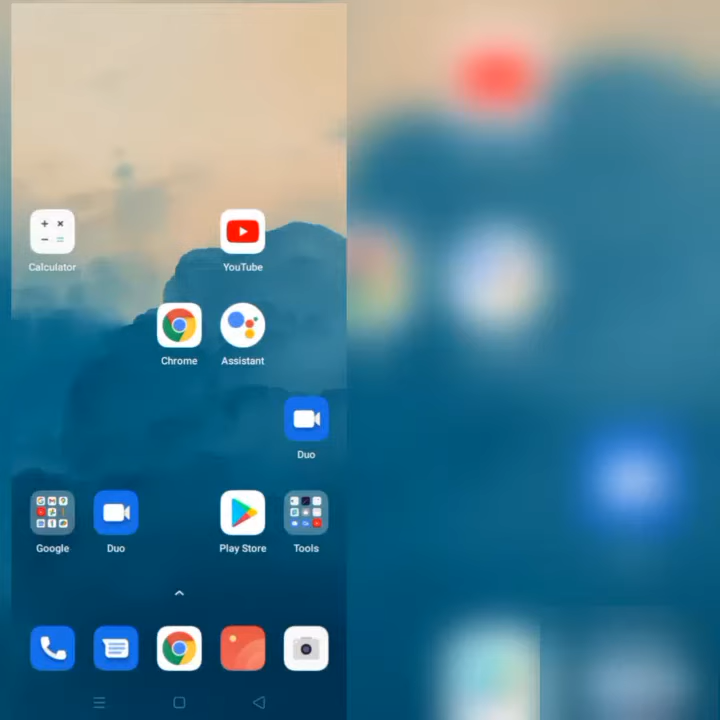 Calculator
YouTube
Chrome
Assistant
Duo
Google
Duo
Play Store
Tools